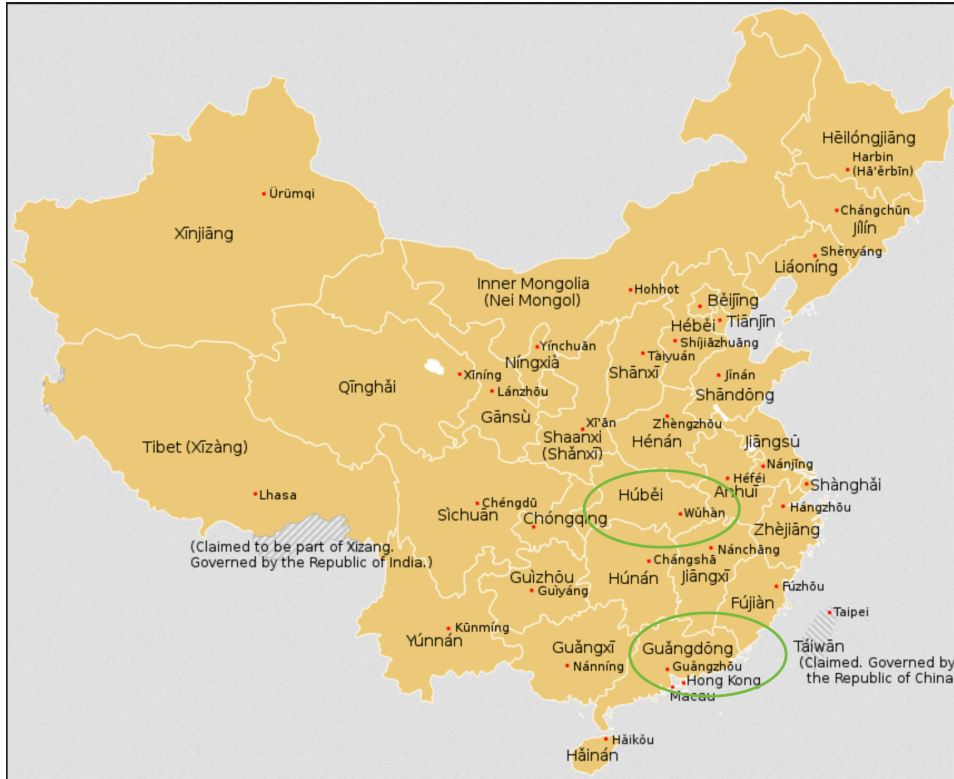 Hēilóngjiāng
Harbin
(Hā'ěrbīn)
Ürümqi
Chángchūn
Jílín
Xīnjiāng
Shěnyáng
Liáoníng
Inner Mongolia
(Nei Mongol)
Hohhot
Běijīng
Tiānjīn
Héběi
Shíjiāzhuāng
Yínchuān
Níngxià
Tàiyuán
Shānxī
Xīníng
Jǐnán
Qīnghǎi
Lánzhōu
Shāndōng
Gānsù
Xī'ān
Zhèngzhōu
Shaanxi
(Shǎnxī)
Hénán
Jiāngsū
Tibet (Xīzàng)
Nánjīng
Héféi
Shànghǎi
Anhuī
Lhasa
Húběi
Chéngdū
Sìchuān
Chóngqìng
Wǔhàn
Hángzhōu
Zhèjiāng
(Claimed to be part of Xizang.
Governed by the Republic of India.)
Nánchāng
Chángshā
Guìzhōu
Húnán
Jiāngxī
Guìyáng
Fúzhōu
Fújiàn
Taipei
Kūnmíng
Yúnnán
Guǎngxī
Guǎngdōng
Táiwān
(Claimed. Governed by
the Republic of China
Nánníng
Guǎngzhōu
Hong Kong
Macau
Hǎikǒu
Hǎinán